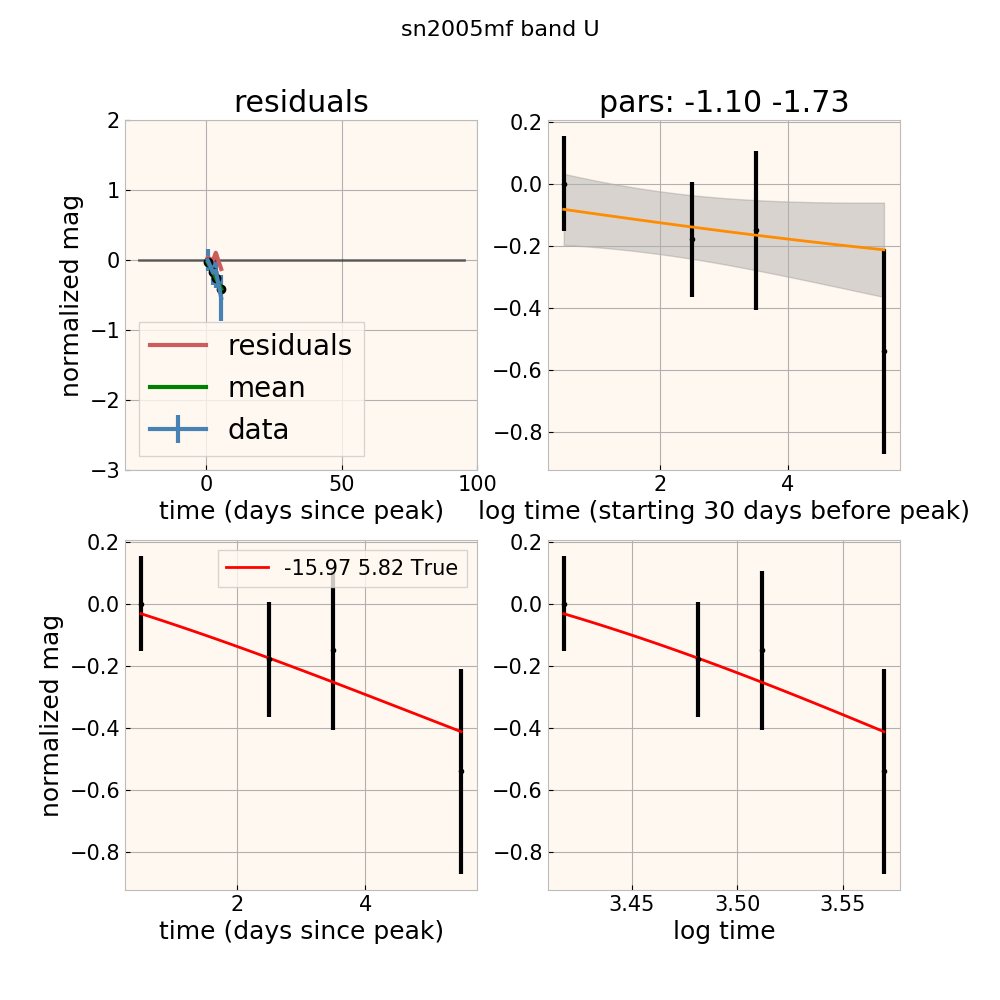 sn2005mf band U
residuals
2
1
0
−1
−2
−3
normalized mag
residuals
mean
data
0
50
100
time (days since peak)
pars: -1.10 -1.73
0.2
0.0
−0.2
−0.4
−0.6
−0.8
2
4
log time (starting 30 days before peak)
0.2
0.0
−0.2
−0.4
−0.6
−0.8
normalized mag
-15.97 5.82 True
2
4
time (days since peak)
0.2
0.0
−0.2
−0.4
−0.6
−0.8
3.45
3.50
3.55
log time